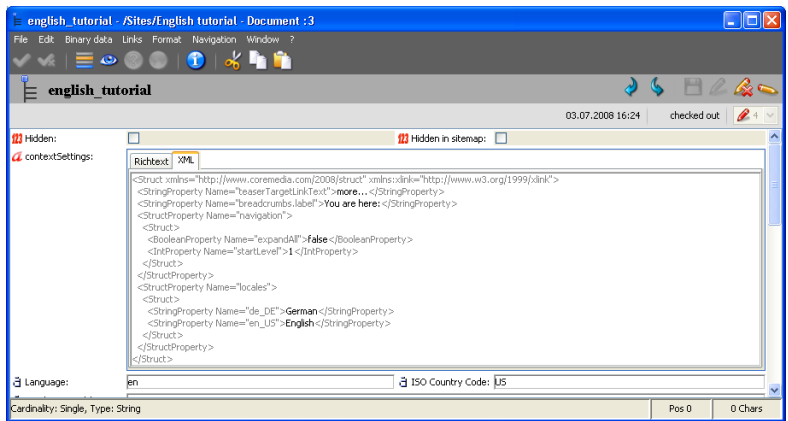 english_tutorial - /Sites/English tutorial - Document :3
File Edit Binary data Links Format Navigation Window ?
english_tutorial
03.07.2008 16:24 checked out 4
123 Hidden: 123 Hidden in sitemap:
a contextSettings:
Richtext XML
<Struct xmlns="http://www.coremedia.com/2008/struct" xmlns:xlink="http://www.w3.org/1999/xlink">
<StringProperty Name="teaserTargetLinkText">more...</StringProperty>
<StringProperty Name="breadcrumbs.label">You are here:</StringProperty>
<StructProperty Name="navigation">
<Struct>
<BooleanProperty Name="expandAll">false</BooleanProperty>
<IntProperty Name="startLevel">1</IntProperty>
</Struct>
</StructProperty>
<StructProperty Name="locales">
<Struct>
<StringProperty Name="de_DE">German</StringProperty>
<StringProperty Name="en_US">English</StringProperty>
</Struct>
</StructProperty>
</Struct>
a Language: en a ISO Country Code: US
Cardinality: Single, Type: String Pos 0 0 Chars